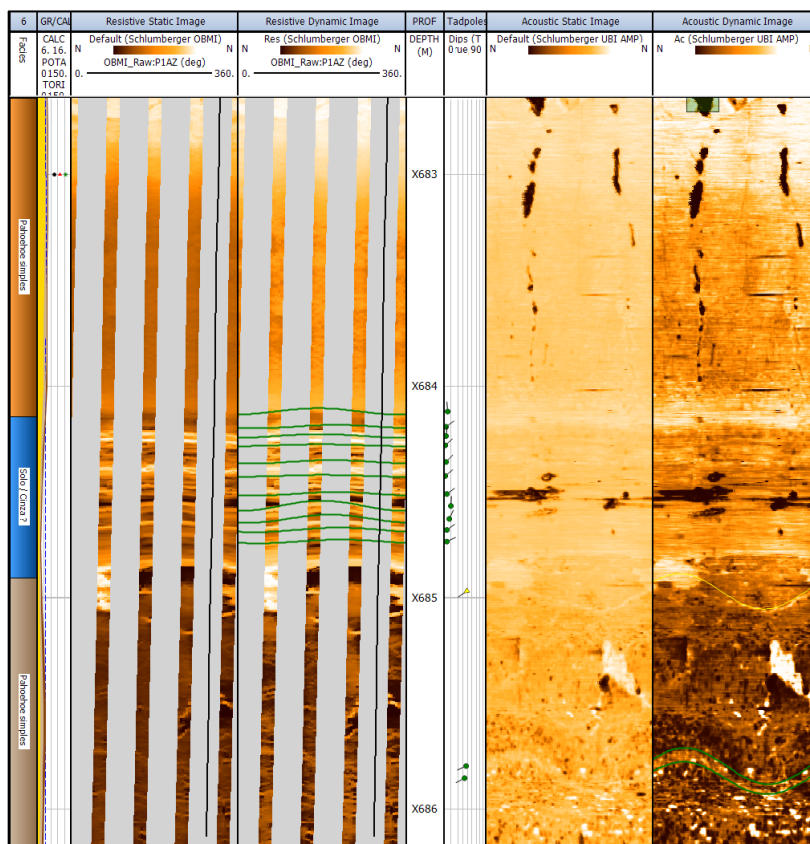 6
GR/CAL
Resistive Static Image
Resistive Dynamic Image
PROF
Tadpoles
Acoustic Static Image
Acoustic Dynamic Image
Facies
CALC
6. 16.
POTA
0150.
TORI
0150
Default (Schlumberger OBMI)
N N
OBMI_Raw:P1AZ (deg)
0. 360.
Res (Schlumberger OBMI)
N N
OBMI_Raw:P1AZ (deg)
0. 360.
DEPTH
(M)
Dips (T
0 rue 90
Default (Schlumberger UBI AMP)
N N
Ac (Schlumberger UBI AMP)
N N
Pahoehoe simples
Solo / Cinza ?
Pahoehoe simples
X683
X684
X685
X686